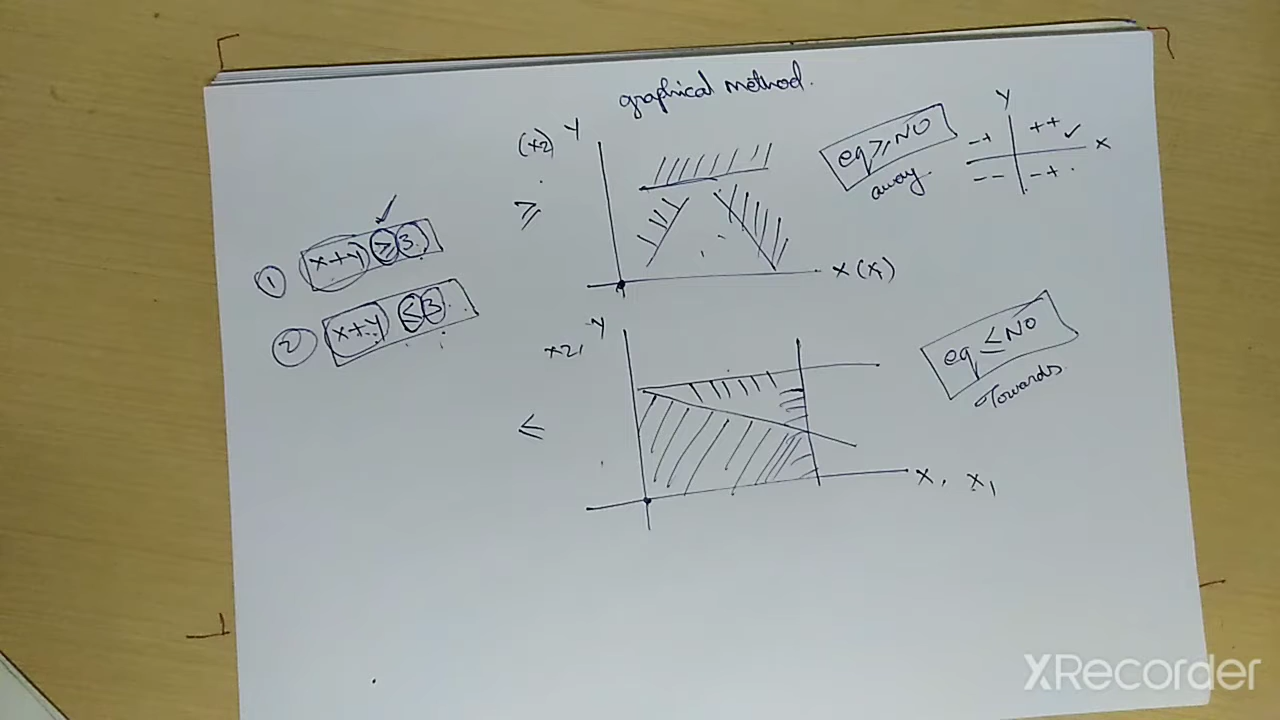 graphical method.
(x2) Y
eq ≥ NO
away.
Y
-+ ++ ✓
X
-- -+
≥
X (x1)
① (x+y) ≥ 3
② (x+y) ≤ 3
x2, Y
eq ≤ NO
Towards
≤
X, X1
XRecorder